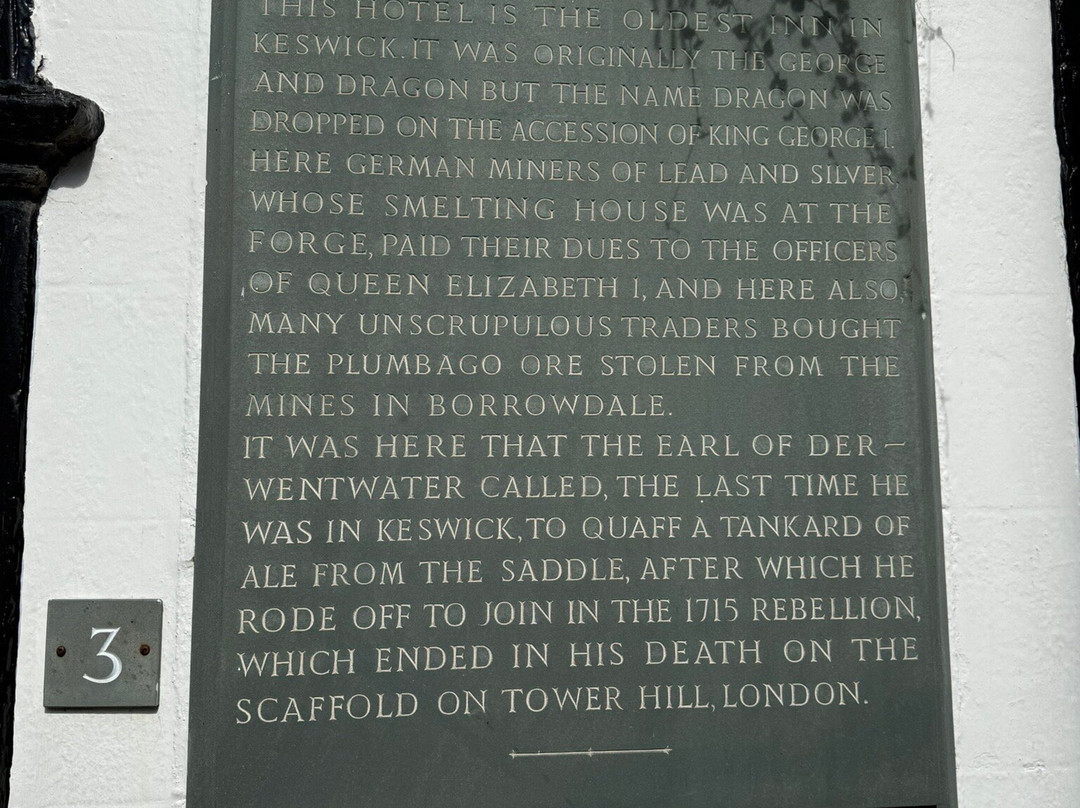 THIS HOTEL IS THE OLDEST INN IN
KESWICK. IT WAS ORIGINALLY THE GEORGE
AND DRAGON BUT THE NAME DRAGON WAS
DROPPED ON THE ACCESSION OF KING GEORGE I.
HERE GERMAN MINERS OF LEAD AND SILVER,
WHOSE SMELTING HOUSE WAS AT THE
FORGE, PAID THEIR DUES TO THE OFFICERS
OF QUEEN ELIZABETH I, AND HERE ALSO,
MANY UNSCRUPULOUS TRADERS BOUGHT
THE PLUMBAGO ORE STOLEN FROM THE
MINES IN BORROWDALE.
IT WAS HERE THAT THE EARL OF DER-
WENTWATER CALLED, THE LAST TIME HE
WAS IN KESWICK, TO QUAFF A TANKARD OF
ALE FROM THE SADDLE, AFTER WHICH HE
RODE OFF TO JOIN IN THE 1715 REBELLION,
WHICH ENDED IN HIS DEATH ON THE
SCAFFOLD ON TOWER HILL, LONDON.
3